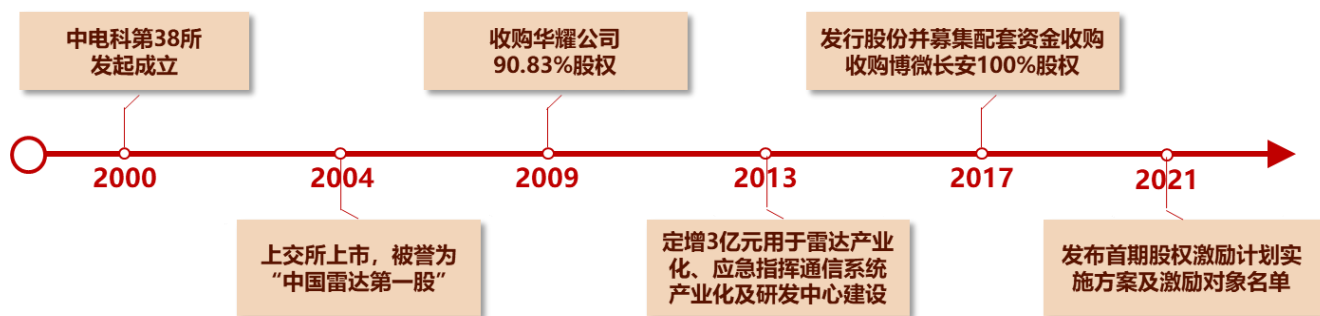 中电科第38所
发起成立
收购华耀公司
90.83%股权
发行股份并募集配套资金收购
收购博微长安100%股权
2000
2004
2009
2013
2017
2021
上交所上市，被誉为
“中国雷达第一股”
定增3亿元用于雷达产业
化、应急指挥通信系统
产业化及研发中心建设
发布首期股权激励计划实
施方案及激励对象名单